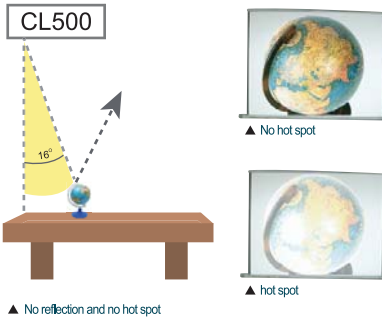 CL500
16°
▲ No hot spot
▲ hot spot
▲ No reflection and no hot spot